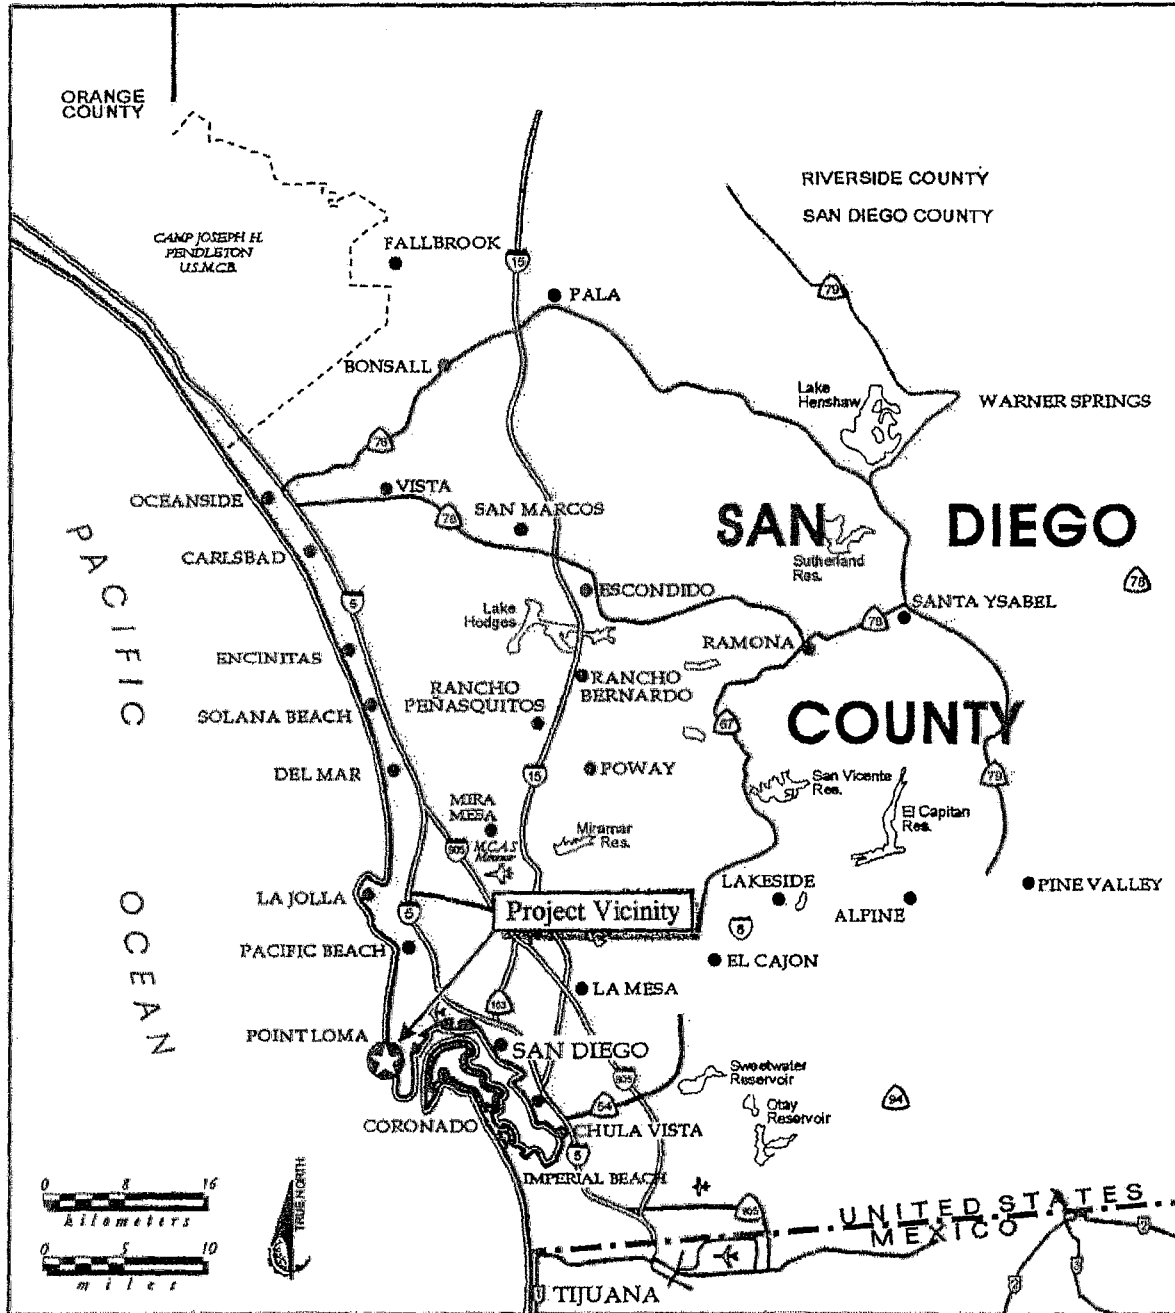 ORANGE
COUNTY
RIVERSIDE COUNTY
SAN DIEGO COUNTY
CAMP JOSEPH H.
PENDLETON
U.S.M.C.B.
FALLBROOK
15
79
PALA
BONSALL
Lake
Henshaw
WARNER SPRINGS
76
OCEANSIDE
VISTA
SAN MARCOS
SAN DIEGO
COUNTY
78
Sutherland
Res.
CARLSBAD
78
ESCONDIDO
5
Lake
Hodges
SANTA YSABEL
78
RAMONA
ENCINITAS
RANCHO
BERNARDO
RANCHO
PEÑASQUITOS
SOLANA BEACH
67
DEL MAR
15
POWAY
San Vicente
Res.
79
El Capitan
Res.
MIRA
MESA
M.C.A.S.
Miramar
805
Miramar
Res.
LA JOLLA
5
Project Vicinity
LAKESIDE
ALPINE
PINE VALLEY
8
PACIFIC BEACH
EL CAJON
LA MESA
163
POINT LOMA
SAN DIEGO
805
Sweetwater
Reservoir
Otay
Reservoir
94
54
CORONADO
CHULA VISTA
5
IMPERIAL BEACH
905
PACIFIC
OCEAN
0 8 16
kilometers
0 5 10
miles
TRUE NORTH
UNITED STATES
MEXICO
TIJUANA